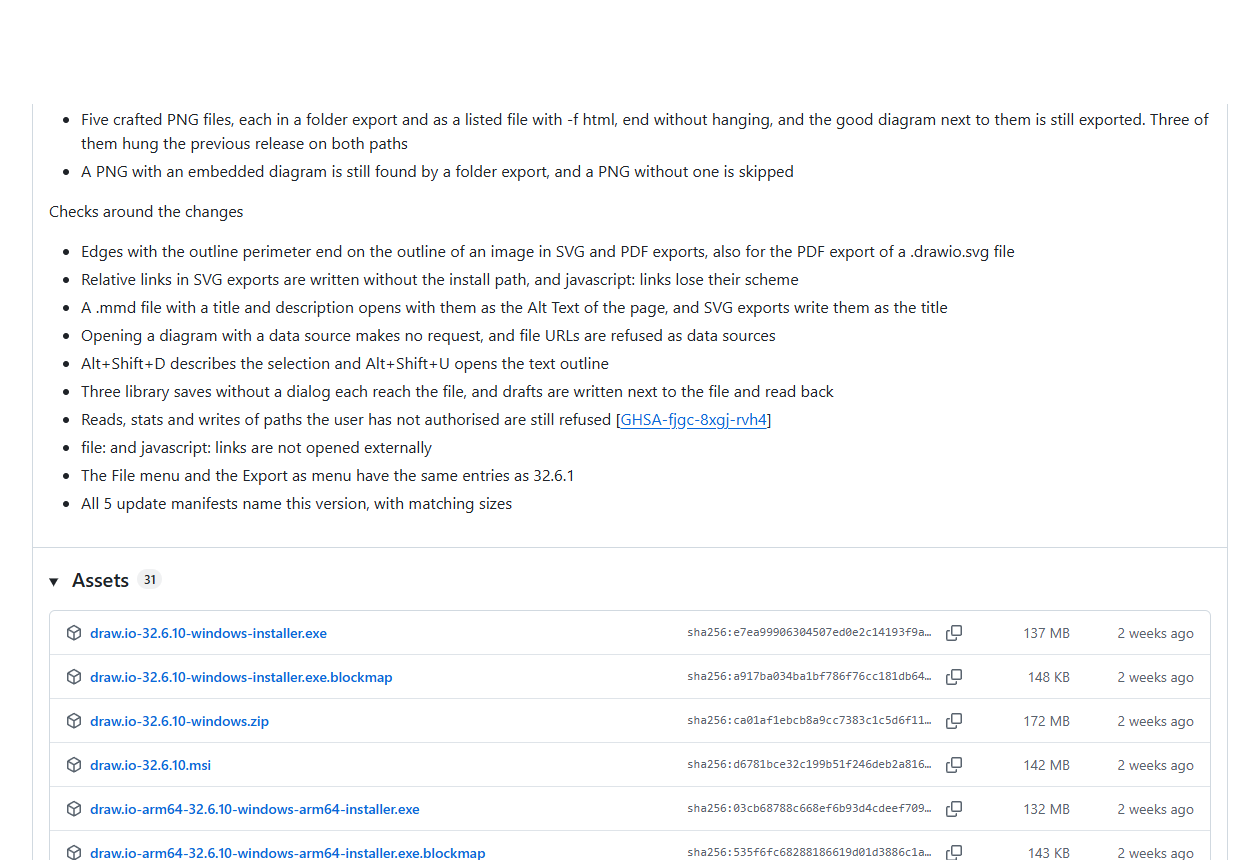 Five crafted PNG files, each in a folder export and as a listed file with -f html, end without hanging, and the good diagram next to them is still exported. Three of
them hung the previous release on both paths
A PNG with an embedded diagram is still found by a folder export, and a PNG without one is skipped
Checks around the changes
Edges with the outline perimeter end on the outline of an image in SVG and PDF exports, also for the PDF export of a .drawio.svg file
Relative links in SVG exports are written without the install path, and javascript: links lose their scheme
A .mmd file with a title and description opens with them as the Alt Text of the page, and SVG exports write them as the title
Opening a diagram with a data source makes no request, and file URLs are refused as data sources
Alt+Shift+D describes the selection and Alt+Shift+U opens the text outline
Three library saves without a dialog each reach the file, and drafts are written next to the file and read back
Reads, stats and writes of paths the user has not authorised are still refused [GHSA-fjgc-8xgj-rvh4]
file: and javascript: links are not opened externally
The File menu and the Export as menu have the same entries as 32.6.1
All 5 update manifests name this version, with matching sizes
Assets 31
draw.io-32.6.10-windows-installer.exe sha256:e7ea99906304507ed0e2c14193f9a… 137 MB 2 weeks ago
draw.io-32.6.10-windows-installer.exe.blockmap sha256:a917ba034ba1bf786f76cc181db64… 148 KB 2 weeks ago
draw.io-32.6.10-windows.zip sha256:ca01af1ebcb8a9cc7383c1c5d6f11… 172 MB 2 weeks ago
draw.io-32.6.10.msi sha256:d6781bce32c199b51f246deb2a816… 142 MB 2 weeks ago
draw.io-arm64-32.6.10-windows-arm64-installer.exe sha256:03cb68788c668ef6b93d4cdeef709… 132 MB 2 weeks ago
draw.io-arm64-32.6.10-windows-arm64-installer.exe.blockmap sha256:535f6fc68288186619d01d3886c1a… 143 KB 2 weeks ago